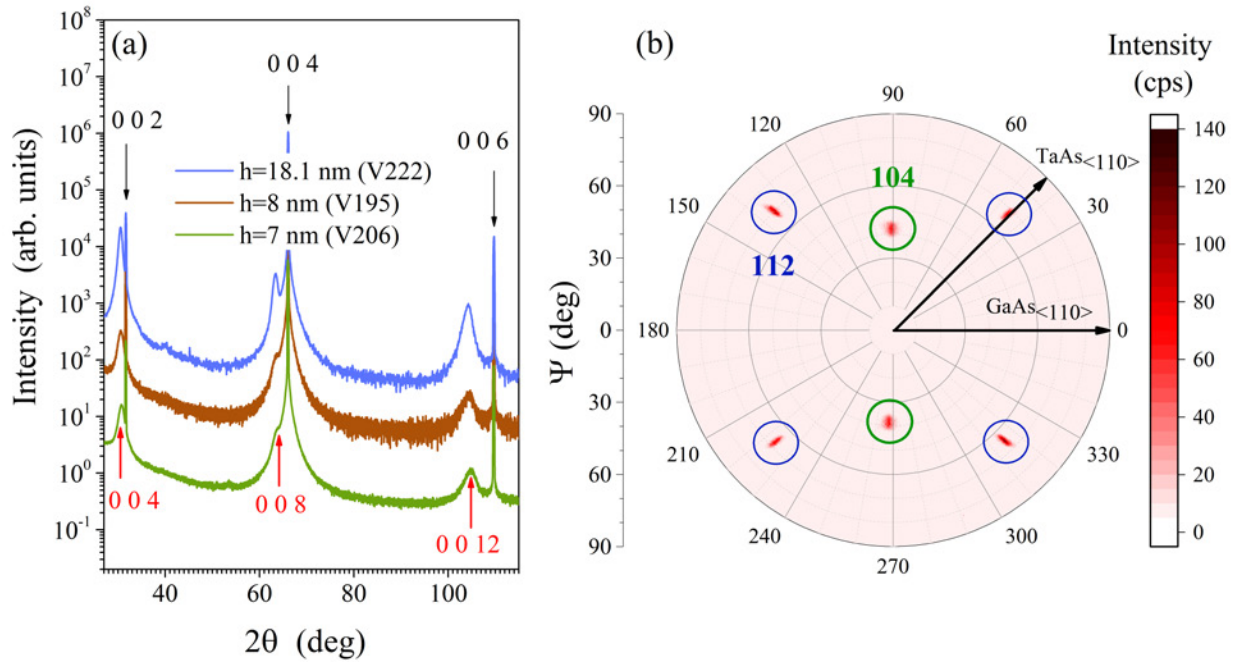 (a)
10^8
10^7
10^6
10^5
10^4
10^3
10^2
10^1
10^0
10^-1
Intensity (arb. units)
0 0 2
0 0 4
0 0 6
h=18.1 nm (V222)
h=8 nm (V195)
h=7 nm (V206)
0 0 4
0 0 8
0 0 12
40 60 80 100
2θ (deg)
(b)
Intensity
(cps)
90
60
30
0
30
60
90
Ψ (deg)
90
120
60
150
30
180
0
210
330
240
300
270
104
112
TaAs<110>
GaAs<110>
140
120
100
80
60
40
20
0